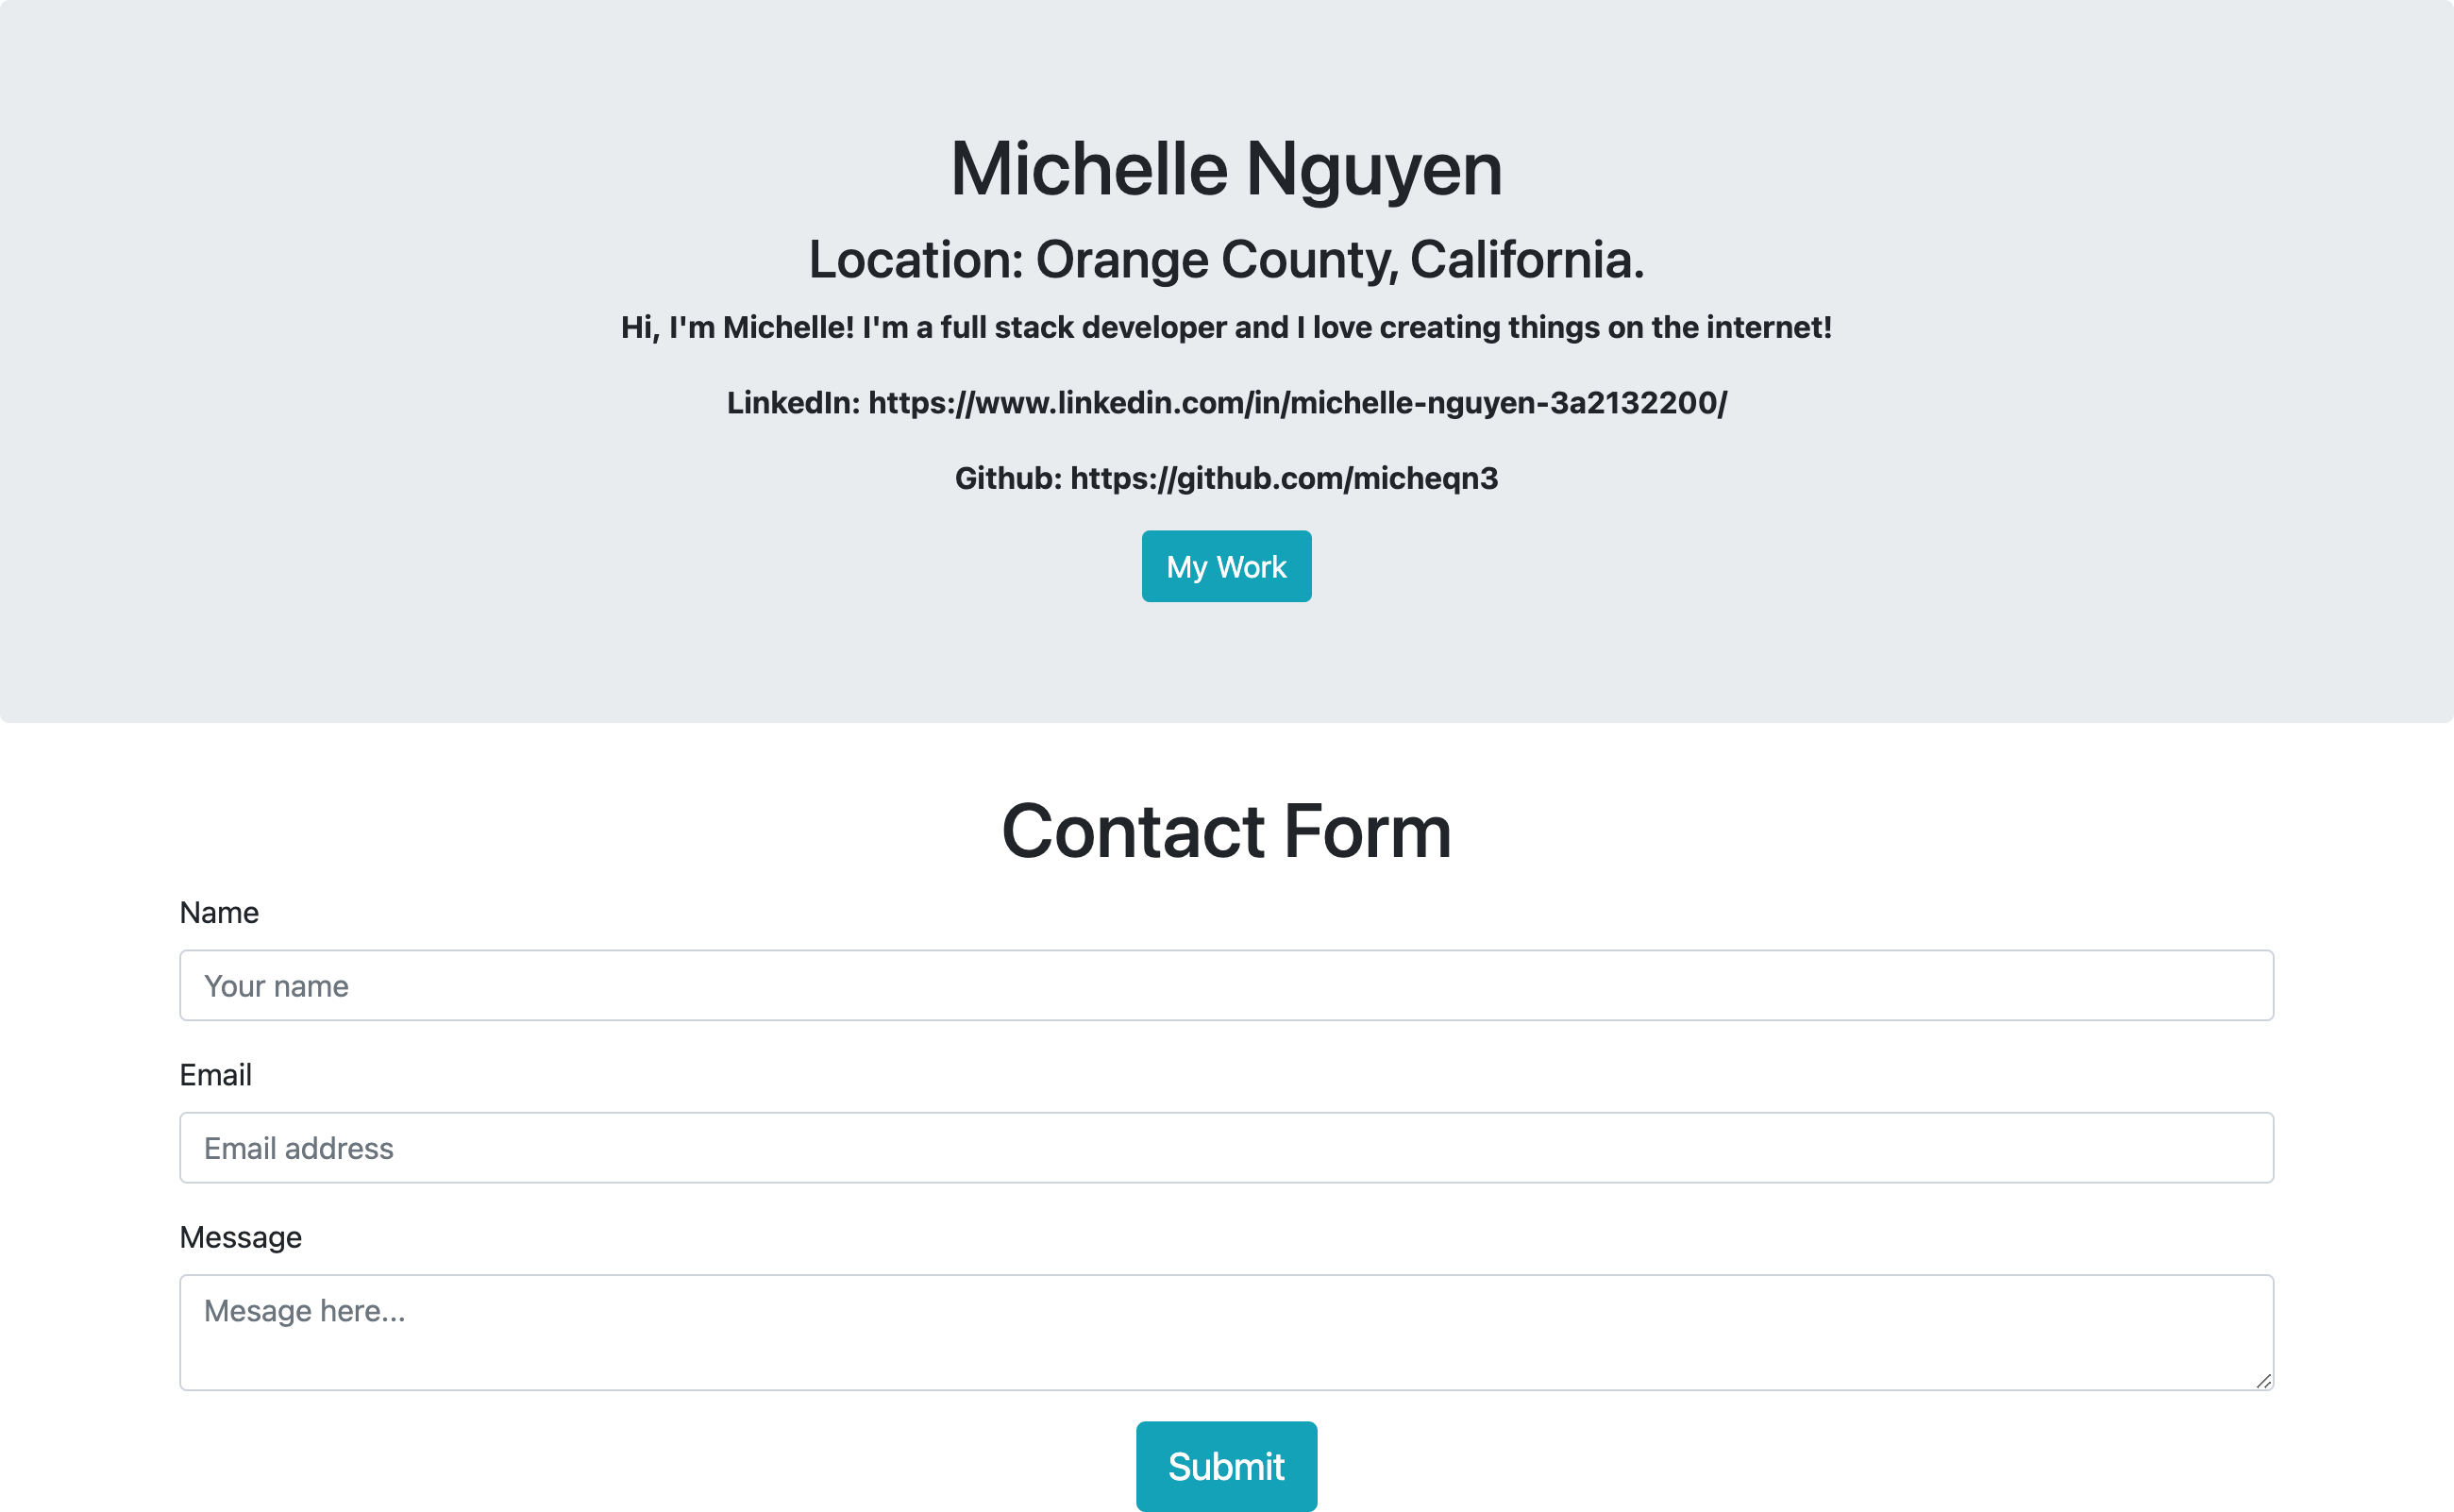 Michelle Nguyen
Location: Orange County, California.
Hi, I'm Michelle! I'm a full stack developer and I love creating things on the internet!
LinkedIn: https://www.linkedin.com/in/michelle-nguyen-3a2132200/
Github: https://github.com/micheqn3
My Work
Contact Form
Name
Your name
Email
Email address
Message
Mesage here...
Submit